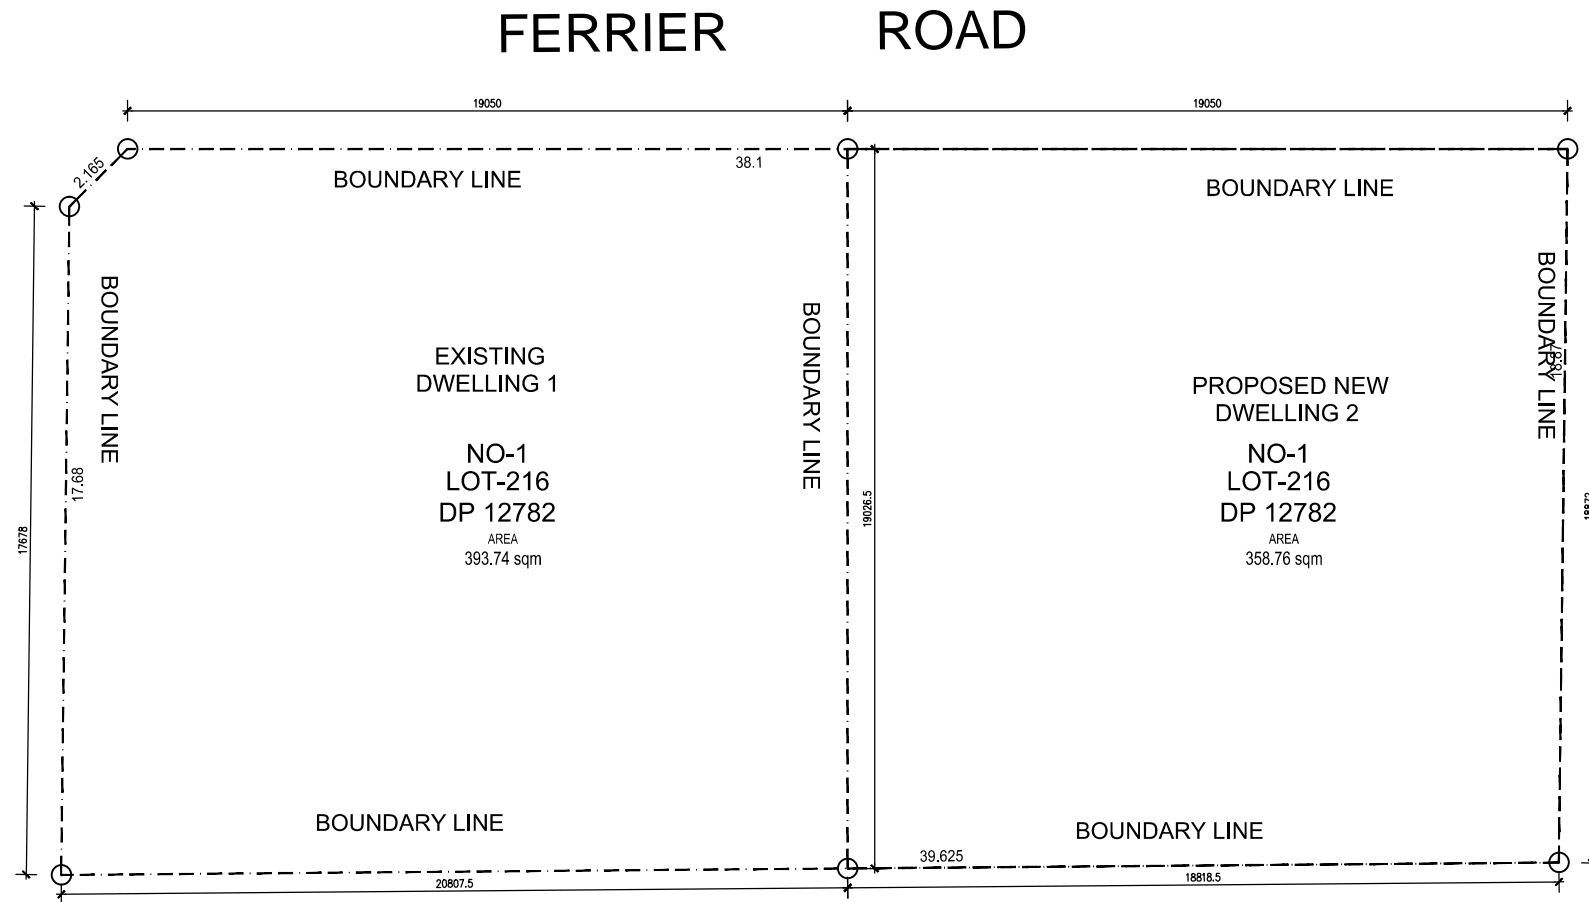 FERRIER ROAD
19050
19050
2.165
38.1
BOUNDARY LINE
BOUNDARY LINE
BOUNDARY LINE
BOUNDARY LINE
BOUNDARY LINE
18.87
EXISTING
DWELLING 1
NO-1
LOT-216
DP 12782
AREA
393.74 sqm
PROPOSED NEW
DWELLING 2
NO-1
LOT-216
DP 12782
AREA
358.76 sqm
17.68
17678
19026.5
18872
BOUNDARY LINE
BOUNDARY LINE
39.625
20807.5
18818.5